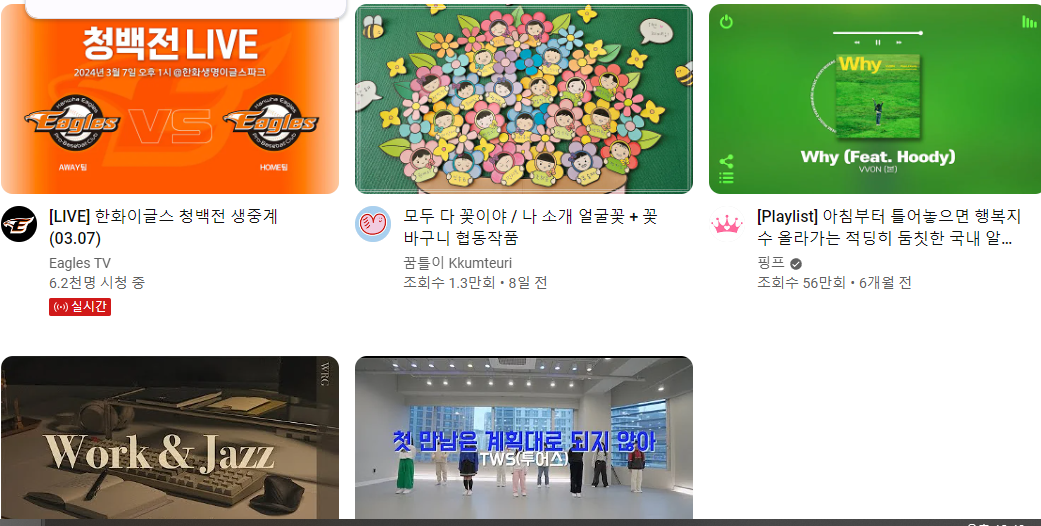 청백전 LIVE
2024년 3월 7일 오후 1시 @한화생명이글스파크
Hanwha Eagles
Eagles
Pro Baseball Club
VS
Hanwha Eagles
Eagles
Pro Baseball Club
AWAY팀
HOME팀
Why
Why (Feat. Hoody)
VVON (본)
[LIVE] 한화이글스 청백전 생중계
(03.07)
Eagles TV
6.2천명 시청 중
실시간
모두 다 꽃이야 / 나 소개 얼굴꽃 + 꽃
바구니 협동작품
꿈틀이 Kkumteuri
조회수 1.3만회 • 8일 전
[Playlist] 아침부터 틀어놓으면 행복지
수 올라가는 적당히 둠칫한 국내 알...
핑프
조회수 56만회 • 6개월 전
WRG
Work & Jazz
첫 만남은 계획대로 되지 않아
TWS(투어스)